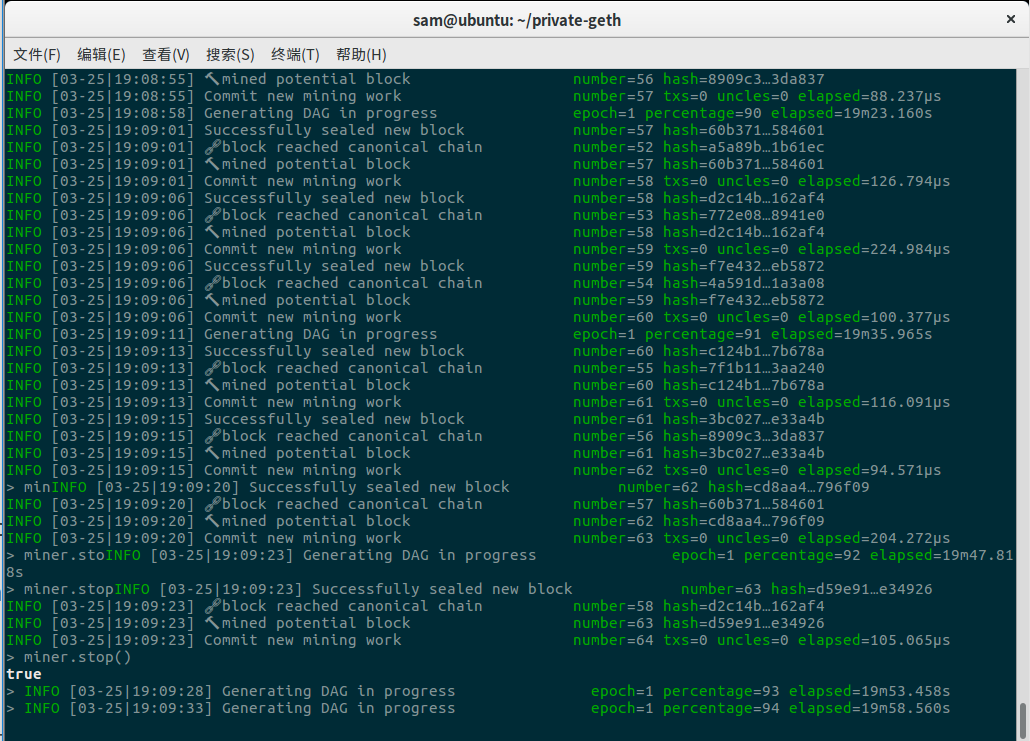 sam@ubuntu: ~/private-geth ×
文件(F) 编辑(E) 查看(V) 搜索(S) 终端(T) 帮助(H)
INFO [03-25|19:08:55] 🔨mined potential block number=56 hash=8909c3…3da837
INFO [03-25|19:08:55] Commit new mining work number=57 txs=0 uncles=0 elapsed=88.237µs
INFO [03-25|19:08:58] Generating DAG in progress epoch=1 percentage=90 elapsed=19m23.160s
INFO [03-25|19:09:01] Successfully sealed new block number=57 hash=60b371…584601
INFO [03-25|19:09:01] 🔗block reached canonical chain number=52 hash=a5a89b…1b61ec
INFO [03-25|19:09:01] 🔨mined potential block number=57 hash=60b371…584601
INFO [03-25|19:09:01] Commit new mining work number=58 txs=0 uncles=0 elapsed=126.794µs
INFO [03-25|19:09:06] Successfully sealed new block number=58 hash=d2c14b…162af4
INFO [03-25|19:09:06] 🔗block reached canonical chain number=53 hash=772e08…8941e0
INFO [03-25|19:09:06] 🔨mined potential block number=58 hash=d2c14b…162af4
INFO [03-25|19:09:06] Commit new mining work number=59 txs=0 uncles=0 elapsed=224.984µs
INFO [03-25|19:09:06] Successfully sealed new block number=59 hash=f7e432…eb5872
INFO [03-25|19:09:06] 🔗block reached canonical chain number=54 hash=4a591d…1a3a08
INFO [03-25|19:09:06] 🔨mined potential block number=59 hash=f7e432…eb5872
INFO [03-25|19:09:06] Commit new mining work number=60 txs=0 uncles=0 elapsed=100.377µs
INFO [03-25|19:09:11] Generating DAG in progress epoch=1 percentage=91 elapsed=19m35.965s
INFO [03-25|19:09:13] Successfully sealed new block number=60 hash=c124b1…7b678a
INFO [03-25|19:09:13] 🔗block reached canonical chain number=55 hash=7f1b11…3aa240
INFO [03-25|19:09:13] 🔨mined potential block number=60 hash=c124b1…7b678a
INFO [03-25|19:09:13] Commit new mining work number=61 txs=0 uncles=0 elapsed=116.091µs
INFO [03-25|19:09:15] Successfully sealed new block number=61 hash=3bc027…e33a4b
INFO [03-25|19:09:15] 🔗block reached canonical chain number=56 hash=8909c3…3da837
INFO [03-25|19:09:15] 🔨mined potential block number=61 hash=3bc027…e33a4b
INFO [03-25|19:09:15] Commit new mining work number=62 txs=0 uncles=0 elapsed=94.571µs
> minINFO [03-25|19:09:20] Successfully sealed new block number=62 hash=cd8aa4…796f09
INFO [03-25|19:09:20] 🔗block reached canonical chain number=57 hash=60b371…584601
INFO [03-25|19:09:20] 🔨mined potential block number=62 hash=cd8aa4…796f09
INFO [03-25|19:09:20] Commit new mining work number=63 txs=0 uncles=0 elapsed=204.272µs
> miner.stoINFO [03-25|19:09:23] Generating DAG in progress epoch=1 percentage=92 elapsed=19m47.81
8s
> miner.stopINFO [03-25|19:09:23] Successfully sealed new block number=63 hash=d59e91…e34926
INFO [03-25|19:09:23] 🔗block reached canonical chain number=58 hash=d2c14b…162af4
INFO [03-25|19:09:23] 🔨mined potential block number=63 hash=d59e91…e34926
INFO [03-25|19:09:23] Commit new mining work number=64 txs=0 uncles=0 elapsed=105.065µs
> miner.stop()
true
> INFO [03-25|19:09:28] Generating DAG in progress epoch=1 percentage=93 elapsed=19m53.458s
> INFO [03-25|19:09:33] Generating DAG in progress epoch=1 percentage=94 elapsed=19m58.560s